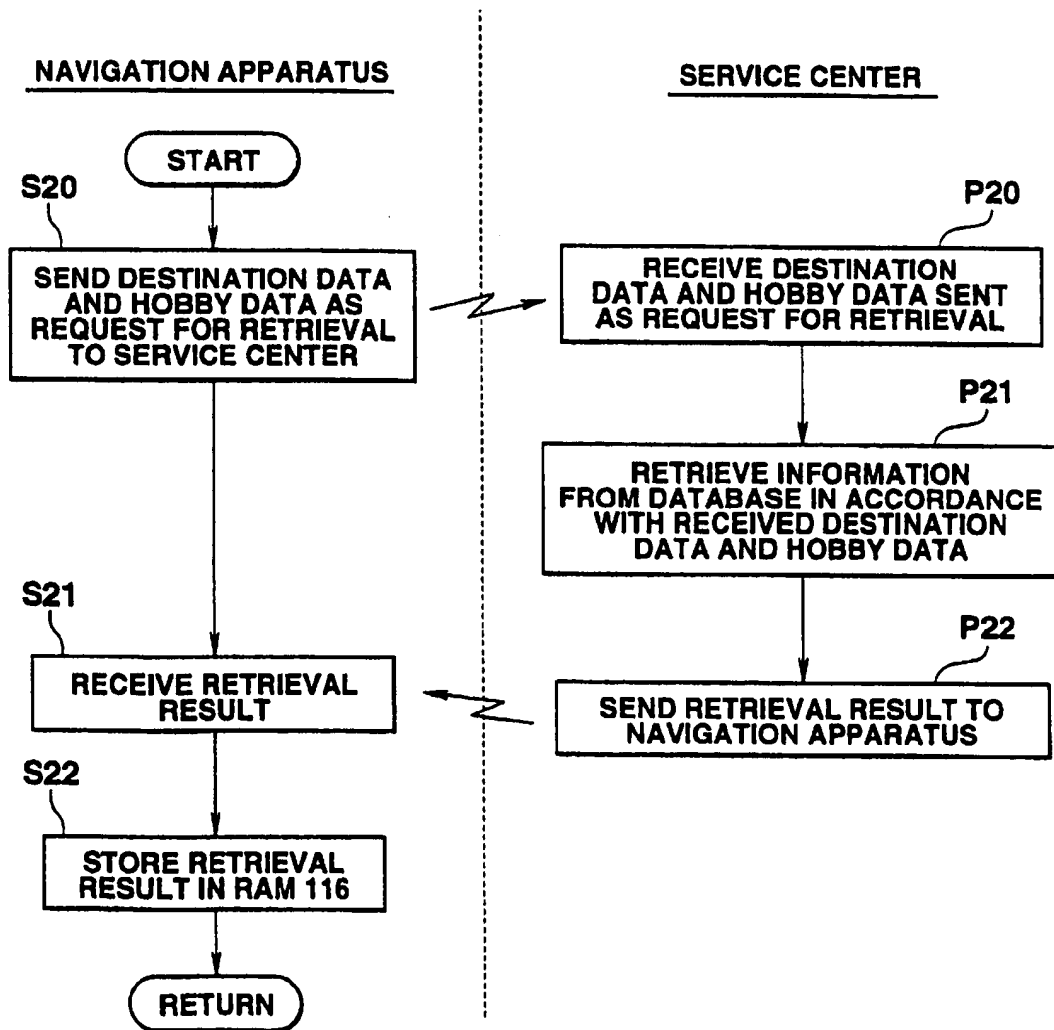 NAVIGATION APPARATUS
SERVICE CENTER
START
S20
SEND DESTINATION DATA
AND HOBBY DATA AS
REQUEST FOR RETRIEVAL
TO SERVICE CENTER
P20
RECEIVE DESTINATION
DATA AND HOBBY DATA SENT
AS REQUEST FOR RETRIEVAL
P21
RETRIEVE INFORMATION
FROM DATABASE IN ACCORDANCE
WITH RECEIVED DESTINATION
DATA AND HOBBY DATA
S21
RECEIVE RETRIEVAL
RESULT
P22
SEND RETRIEVAL RESULT TO
NAVIGATION APPARATUS
S22
STORE RETRIEVAL
RESULT IN RAM 116
RETURN